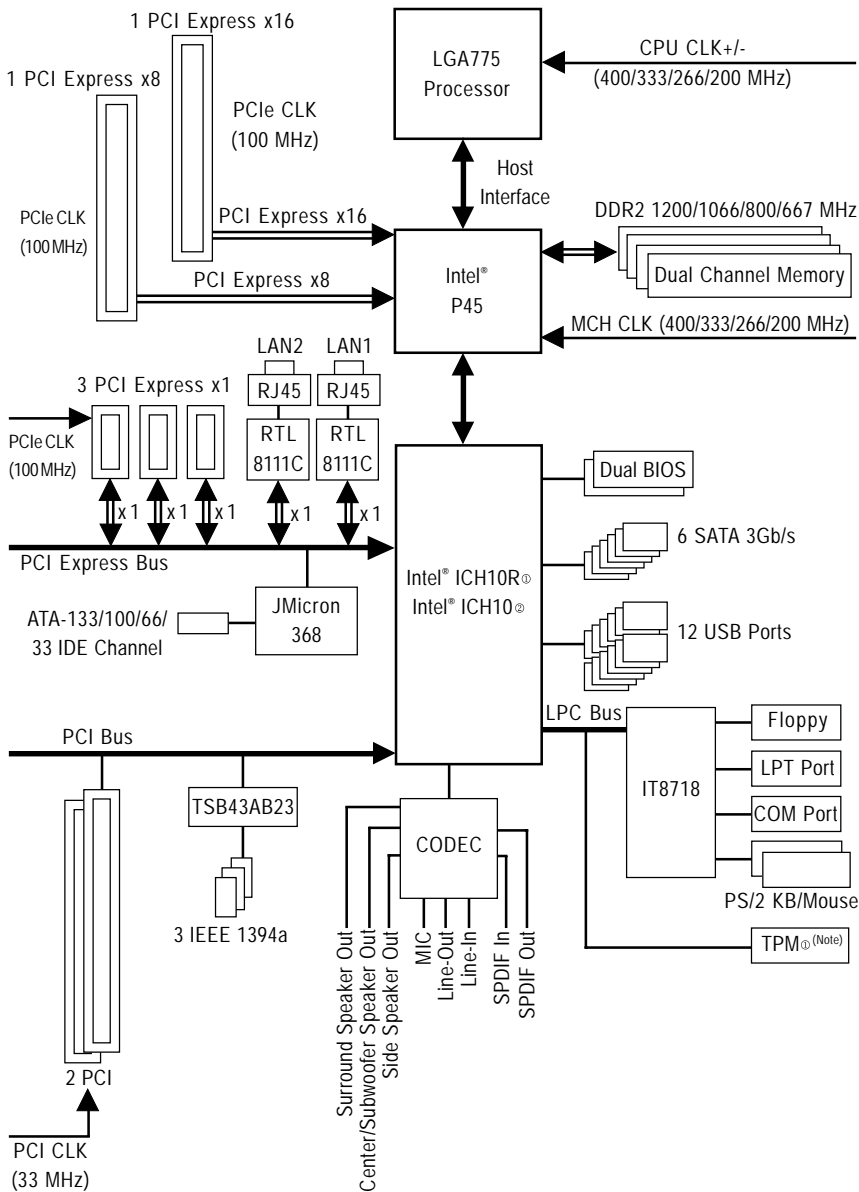 1 PCI Express x16
1 PCI Express x8
PCIe CLK
(100 MHz)
PCIe CLK
(100 MHz)
LGA775
Processor
CPU CLK+/-
(400/333/266/200 MHz)
Host
Interface
PCI Express x16
PCI Express x8
Intel®
P45
DDR2 1200/1066/800/667 MHz
Dual Channel Memory
MCH CLK (400/333/266/200 MHz)
3 PCI Express x1
LAN2
LAN1
RJ45
RJ45
RTL
8111C
RTL
8111C
PCIe CLK
(100 MHz)
x1
x1
x1
x1
x1
PCI Express Bus
JMicron
368
ATA-133/100/66/
33 IDE Channel
Intel® ICH10R①
Intel® ICH10②
Dual BIOS
6 SATA 3Gb/s
12 USB Ports
LPC Bus
IT8718
Floppy
LPT Port
COM Port
PS/2 KB/Mouse
TPM① (Note)
PCI Bus
TSB43AB23
3 IEEE 1394a
CODEC
Surround Speaker Out
Center/Subwoofer Speaker Out
Side Speaker Out
MIC
Line-Out
Line-In
SPDIF In
SPDIF Out
2 PCI
PCI CLK
(33 MHz)